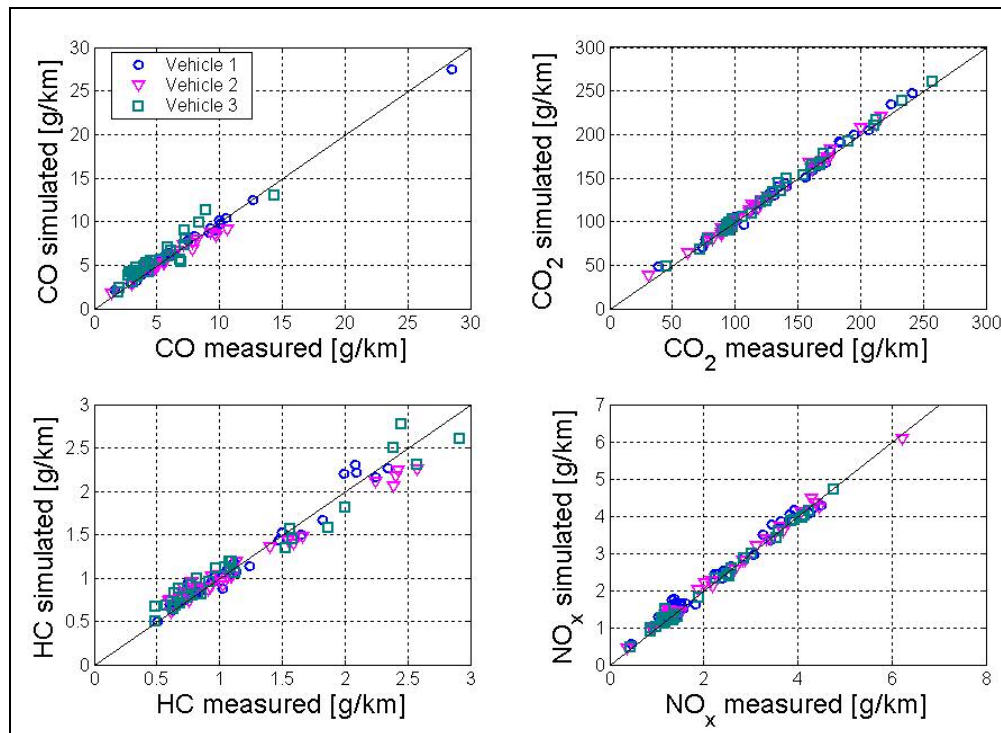 30
25
20
15
10
5
0
0 5 10 15 20 25 30
CO simulated [g/km]
CO measured [g/km]
Vehicle 1
Vehicle 2
Vehicle 3
300
250
200
150
100
50
0
0 50 100 150 200 250 300
CO2 simulated [g/km]
CO2 measured [g/km]
3
2.5
2
1.5
1
0.5
0
0 0.5 1 1.5 2 2.5 3
HC simulated [g/km]
HC measured [g/km]
7
6
5
4
3
2
1
0
0 2 4 6 8
NOx simulated [g/km]
NOx measured [g/km]